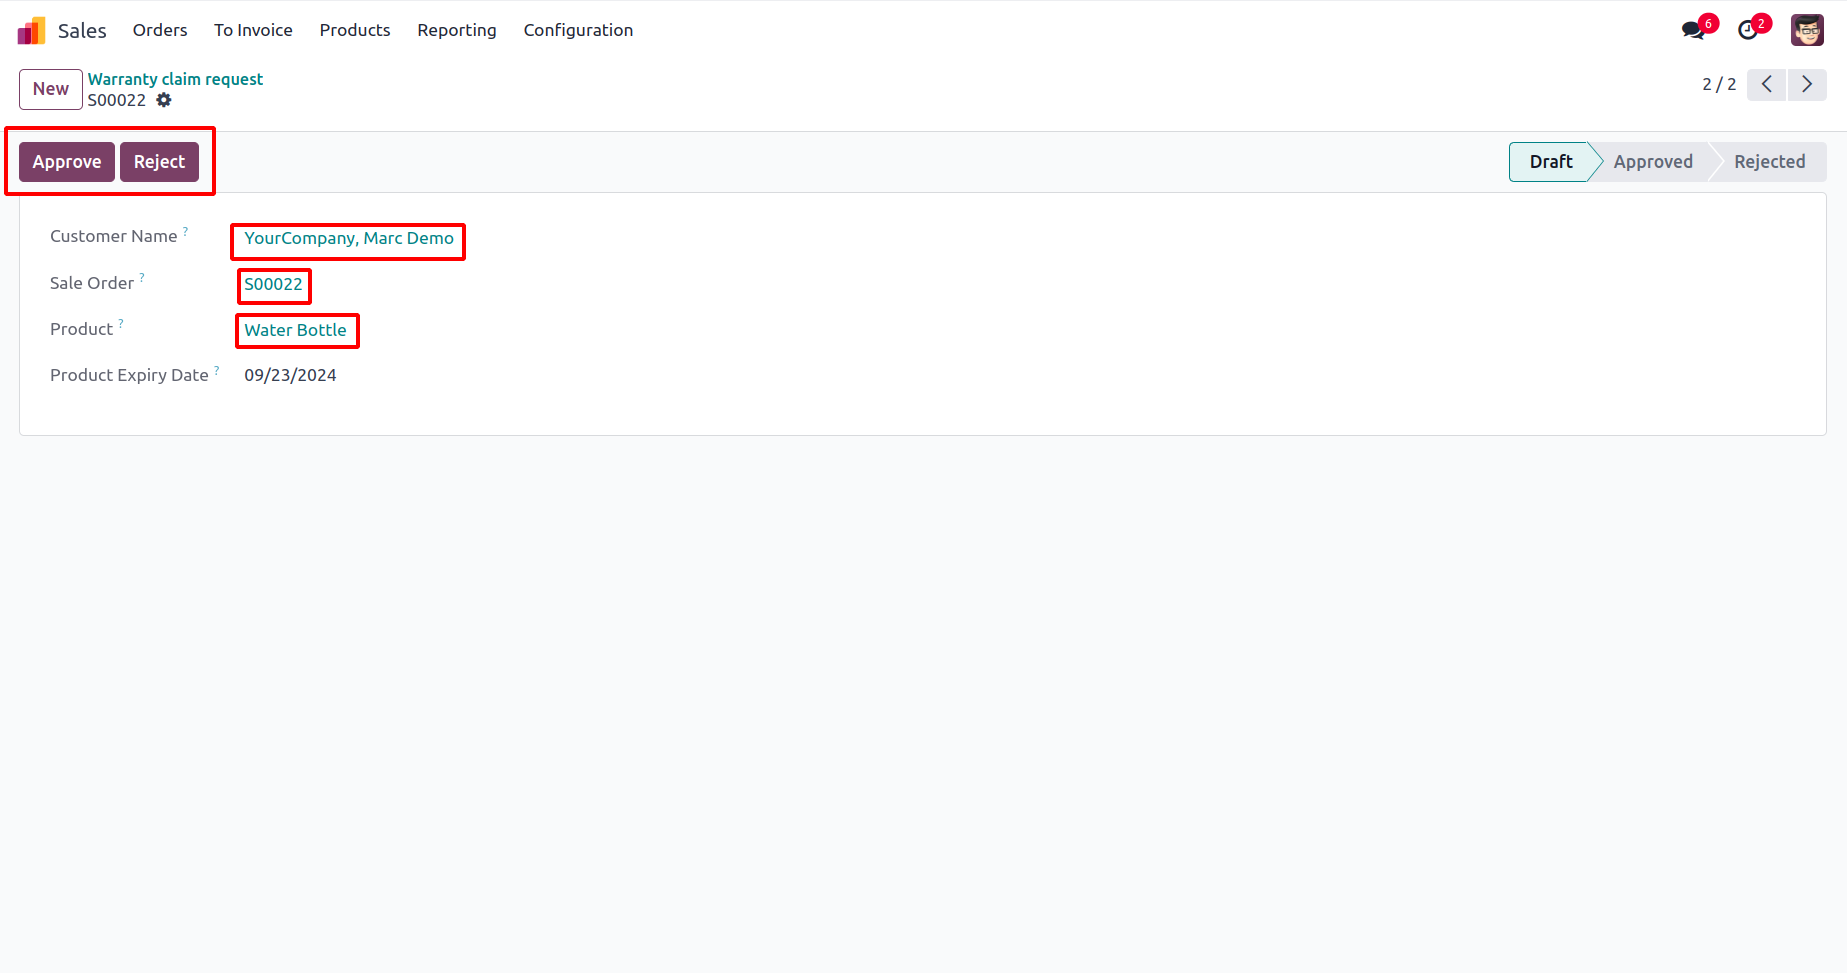 Sales Orders To Invoice Products Reporting Configuration 6 2
New Warranty claim request
S00022
2 / 2
Approve Reject Draft Approved Rejected
Customer Name ? YourCompany, Marc Demo
Sale Order ? S00022
Product ? Water Bottle
Product Expiry Date ? 09/23/2024